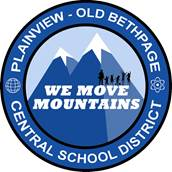 PLAINVIEW - OLD BETHPAGE
WE MOVE
MOUNTAINS
CENTRAL SCHOOL DISTRICT